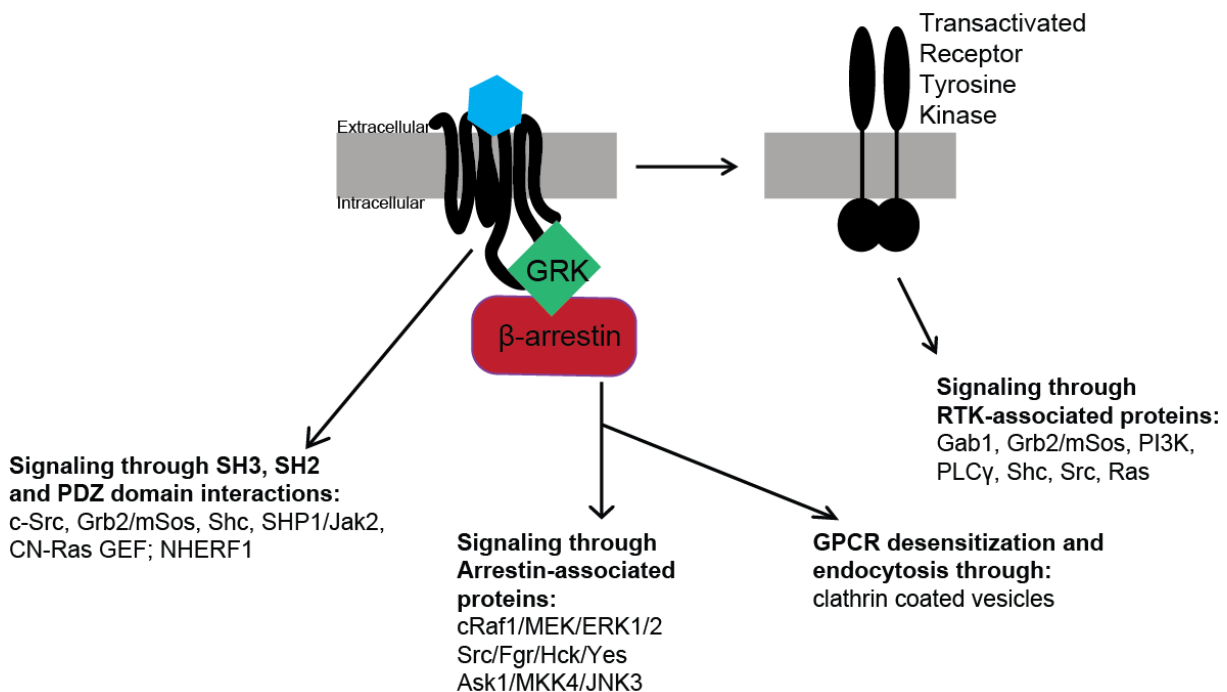 Transactivated
Receptor
Tyrosine
Kinase
Extracellular
Intracellular
GRK
β-arrestin
Signaling through SH3, SH2
and PDZ domain interactions:
c-Src, Grb2/mSos, Shc, SHP1/Jak2,
CN-Ras GEF; NHERF1
Signaling through
Arrestin-associated
proteins:
cRaf1/MEK/ERK1/2
Src/Fgr/Hck/Yes
Ask1/MKK4/JNK3
GPCR desensitization and
endocytosis through:
clathrin coated vesicles
Signaling through
RTK-associated proteins:
Gab1, Grb2/mSos, PI3K,
PLCγ, Shc, Src, Ras